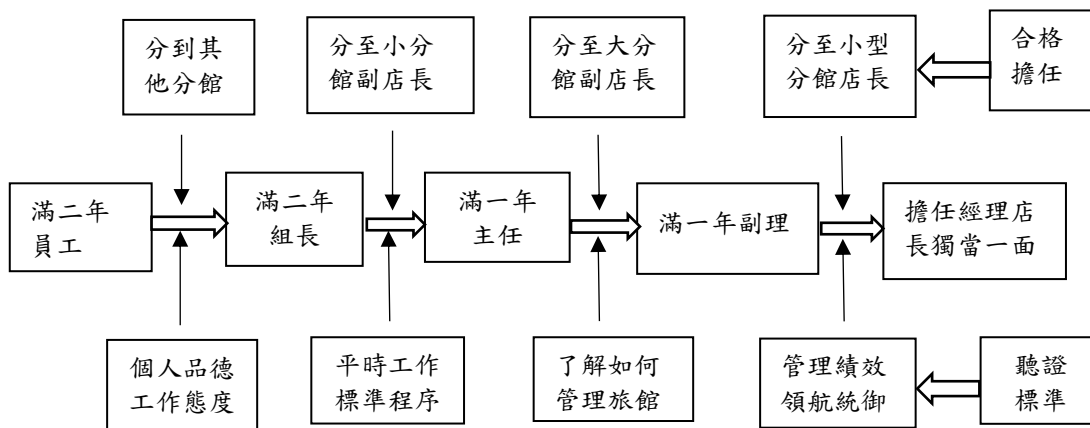 分到其
他分館
分至小分
館副店長
分至大分
館副店長
分至小型
分館店長
合格
擔任
滿二年
員工
滿二年
組長
滿一年
主任
滿一年副理
擔任經理店
長獨當一面
個人品德
工作態度
平時工作
標準程序
了解如何
管理旅館
管理績效
領航統御
聽證
標準